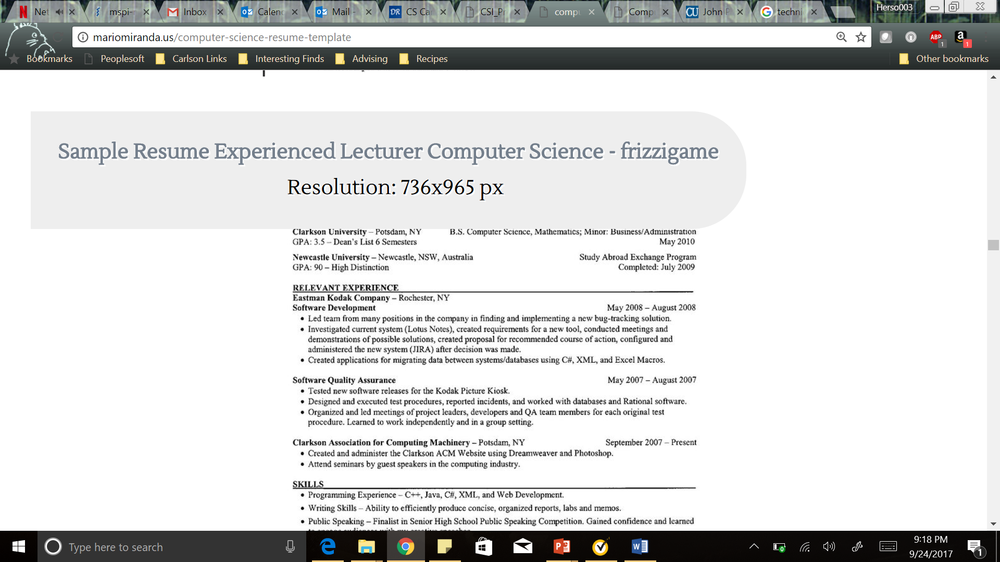 Net
mspi-r
Inbox
Calend
Mail -
CS Car
CSI_Pr
compu
Comp
John P
techni
Herso003
mariomiranda.us/computer-science-resume-template
ABP
1
1
Bookmarks
Peoplesoft
Carlson Links
Interesting Finds
Advising
Recipes
Other bookmarks
Sample Resume Experienced Lecturer Computer Science - frizzigame
Resolution: 736x965 px
Clarkson University – Potsdam, NY B.S. Computer Science, Mathematics; Minor: Business/Administration
GPA: 3.5 – Dean's List 6 Semesters May 2010
Newcastle University – Newcastle, NSW, Australia Study Abroad Exchange Program
GPA: 90 – High Distinction Completed: July 2009
RELEVANT EXPERIENCE
Eastman Kodak Company – Rochester, NY
Software Development May 2008 – August 2008
• Led team from many positions in the company in finding and implementing a new bug-tracking solution.
• Investigated current system (Lotus Notes), created requirements for a new tool, conducted meetings and
demonstrations of possible solutions, created proposal for recommended course of action, configured and
administered the new system (JIRA) after decision was made.
• Created applications for migrating data between systems/databases using C#, XML, and Excel Macros.
Software Quality Assurance May 2007 – August 2007
• Tested new software releases for the Kodak Picture Kiosk.
• Designed and executed test procedures, reported incidents, and worked with databases and Rational software.
• Organized and led meetings of project leaders, developers and QA team members for each original test
procedure. Learned to work independently and in a group setting.
Clarkson Association for Computing Machinery – Potsdam, NY September 2007 – Present
• Created and administer the Clarkson ACM Website using Dreamweaver and Photoshop.
• Attend seminars by guest speakers in the computing industry.
SKILLS
• Programming Experience – C++, Java, C#, XML, and Web Development.
• Writing Skills – Ability to efficiently produce concise, organized reports, labs and memos.
• Public Speaking – Finalist in Senior High School Public Speaking Competition. Gained confidence and learned
Type here to search
9:18 PM
9/24/2017
1